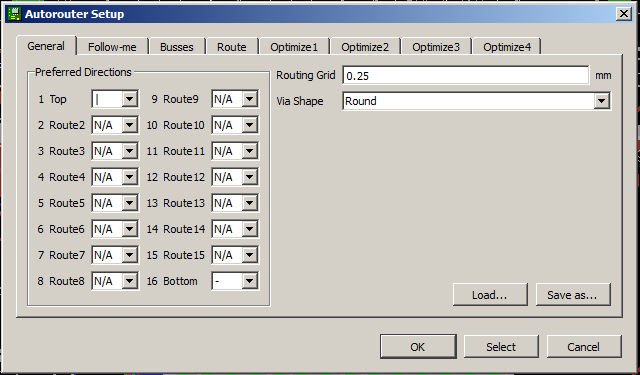 Autorouter Setup
General Follow-me Busses Route Optimize1 Optimize2 Optimize3 Optimize4
Preferred Directions
Routing Grid 0.25 mm
Via Shape Round
1 Top | 9 Route9 N/A
2 Route2 N/A 10 Route10 N/A
3 Route3 N/A 11 Route11 N/A
4 Route4 N/A 12 Route12 N/A
5 Route5 N/A 13 Route13 N/A
6 Route6 N/A 14 Route14 N/A
7 Route7 N/A 15 Route15 N/A
8 Route8 N/A 16 Bottom -
Load... Save as...
OK Select Cancel